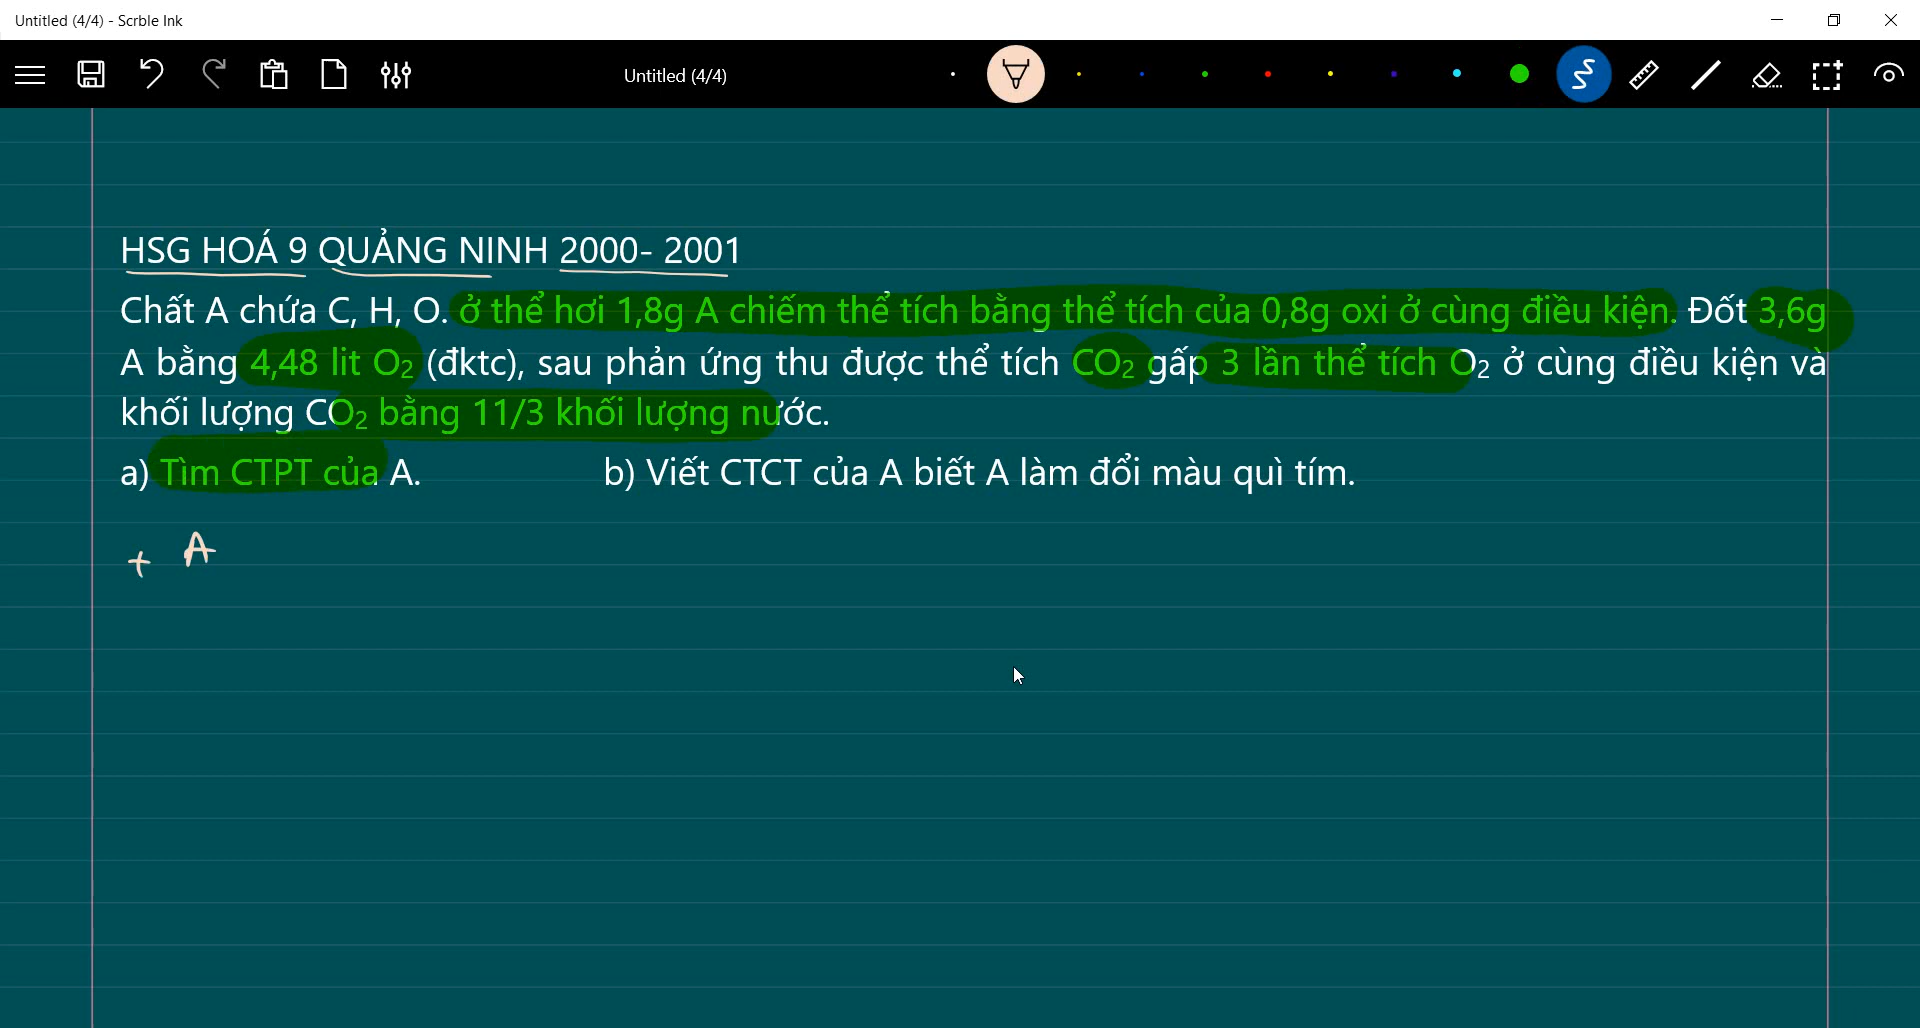 Untitled (4/4) - Scrble Ink
Untitled (4/4)
HSG HOÁ 9 QUẢNG NINH 2000- 2001
Chất A chứa C, H, O. ở thể hơi 1,8g A chiếm thể tích bằng thể tích của 0,8g oxi ở cùng điều kiện. Đốt 3,6g
A bằng 4,48 lit O₂ (đktc), sau phản ứng thu được thể tích CO₂ gấp 3 lần thể tích O₂ ở cùng điều kiện và
khối lượng CO₂ bằng 11/3 khối lượng nước.
a) Tìm CTPT của A. b) Viết CTCT của A biết A làm đổi màu quì tím.
+ A